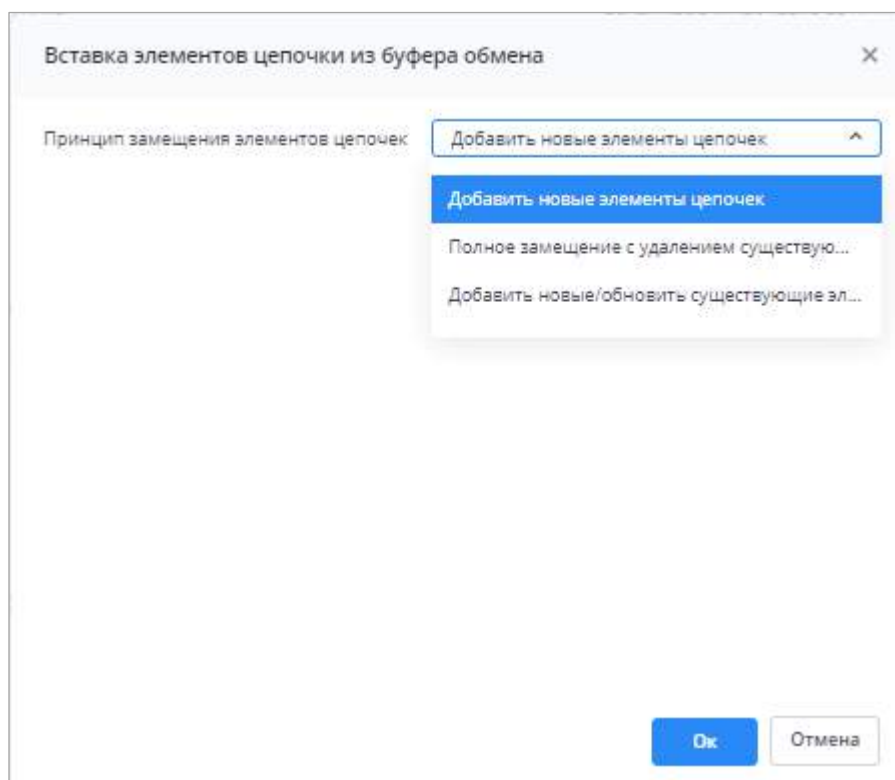 Вставка элементов цепочки из буфера обмена
Принцип замещения элементов цепочек
Добавить новые элементы цепочек
Добавить новые элементы цепочек
Полное замещение с удалением существую...
Добавить новые/обновить существующие эл...
Ок
Отмена